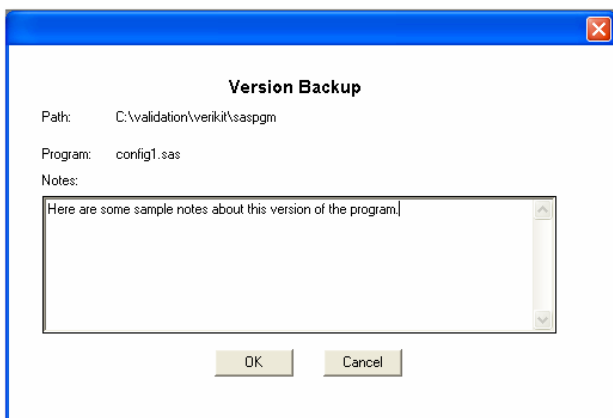 Version Backup
Path: C:\validation\verikit\saspgm
Program: config1.sas
Notes:
Here are some sample notes about this version of the program.
OK Cancel